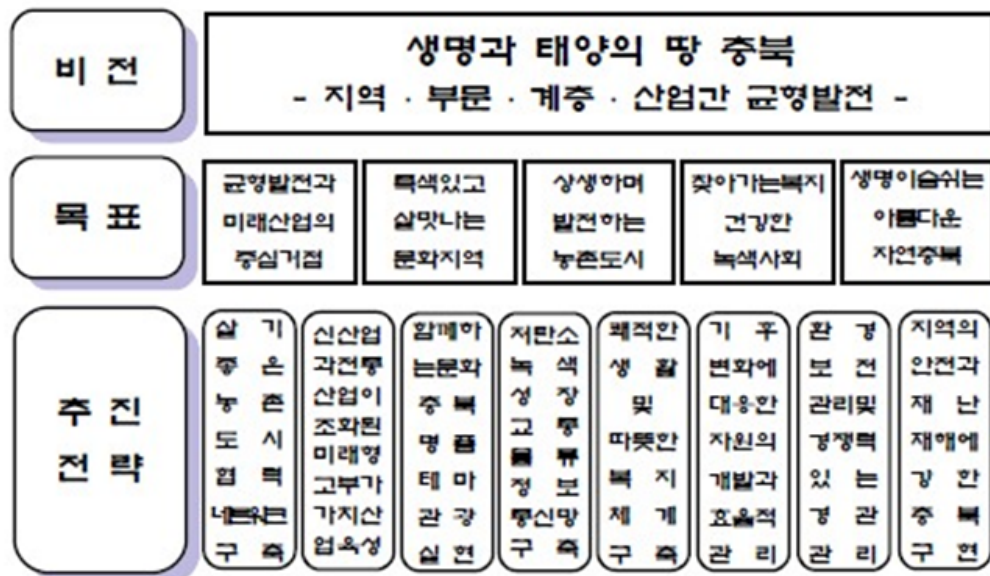 비 전
생명과 태양의 땅 충북
- 지역 · 부문 · 계층 · 산업간 균형발전 -
목 표
균형발전과
미래산업의
중심거점
특색있고
살맛나는
문화지역
상생하며
발전하는
농촌도시
찾아가는복지
건강한
녹색사회
생명이숨쉬는
아름다운
자연충북
추 진
전 략
살 기
좋 은
농 촌
도 시
협 력
네트워크
구 축
신산업
과전통
산업이
조화된
미래형
고부가
가치산
업육성
함께하
는문화
충 북
명 품
테 마
관 광
실 현
저탄소
녹 색
성 장
교 통
물 류
정 보
통신망
구 축
쾌적한
생 활
및
따뜻한
복 지
체 계
구 축
기 후
변화에
대응한
자원의
개발과
효율적
관 리
환 경
보 전
관리및
경쟁력
있 는
경 관
관 리
지역의
안전과
재 난
재해에
강 한
충 북
구 현